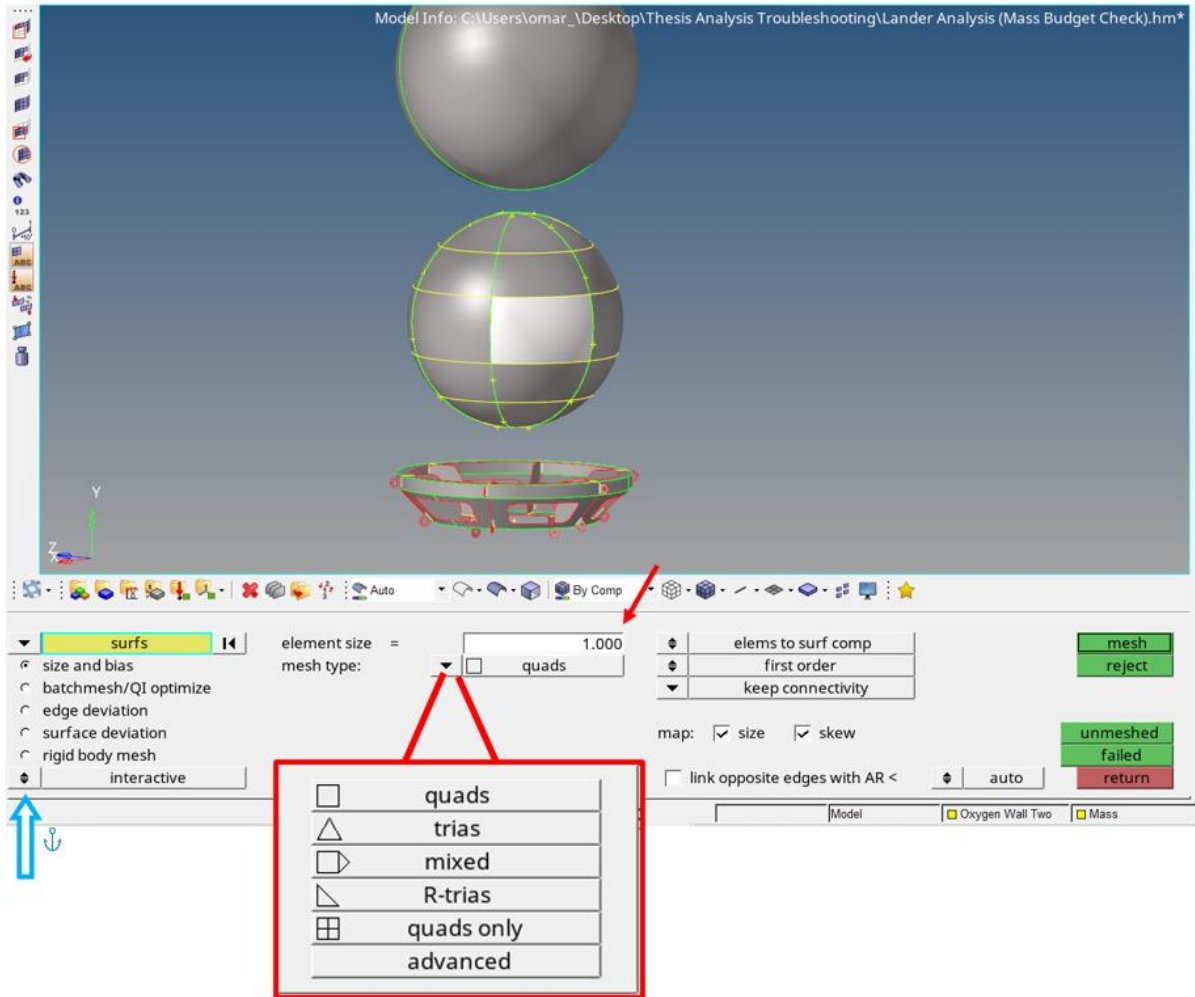 Model Info: C:\Users\omar_\Desktop\Thesis Analysis Troubleshooting\Lander Analysis (Mass Budget Check).hm*
123
ABC
ABC
Y
Z
X
Auto
By Comp
surfs
element size =
1.000
elems to surf comp
mesh
size and bias
mesh type:
quads
first order
reject
batchmesh/QI optimize
keep connectivity
edge deviation
surface deviation
map:
size
skew
unmeshed
rigid body mesh
failed
interactive
link opposite edges with AR <
auto
return
Model
Oxygen Wall Two
Mass
quads
trias
mixed
R-trias
quads only
advanced